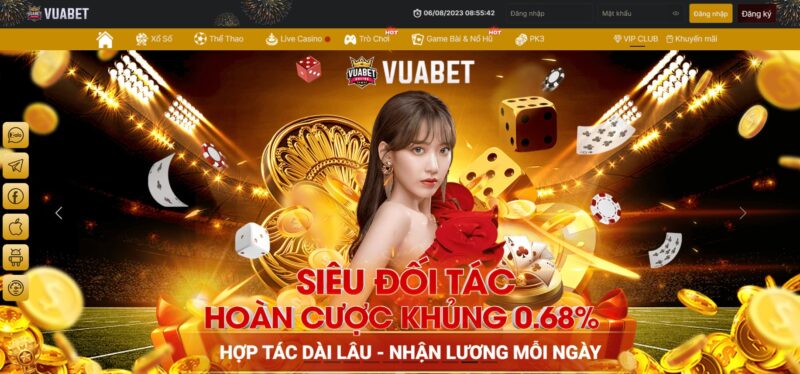 VUABET
06/08/2023 08:55:42
Đăng nhập
Mật khẩu
Đăng nhập
Đăng ký
Xổ Số
Thể Thao
Live Casino
Trò Chơi
HOT
Game Bài & Nổ Hũ
HOT
PK3
VIP CLUB
Khuyến mãi
VUABET
VUABET
Zalo
SIÊU ĐỐI TÁC
HOÀN CƯỢC KHỦNG 0.68%
HỢP TÁC DÀI LÂU - NHẬN LƯƠNG MỖI NGÀY